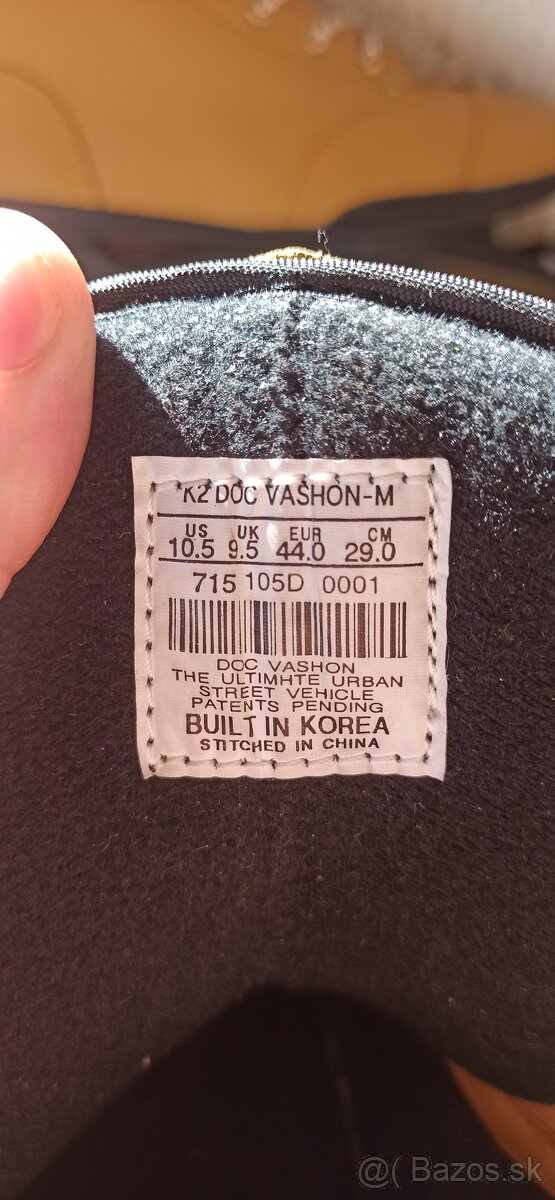 K2 DOC VASHON-M
US UK EUR CM
10.5 9.5 44.0 29.0
715 105D 0001
DOC VASHON
THE ULTIMHTE URBAN
STREET VEHICLE
PATENTS PENDING
BUILT IN KOREA
STITCHED IN CHINA
@( Bazos.sk